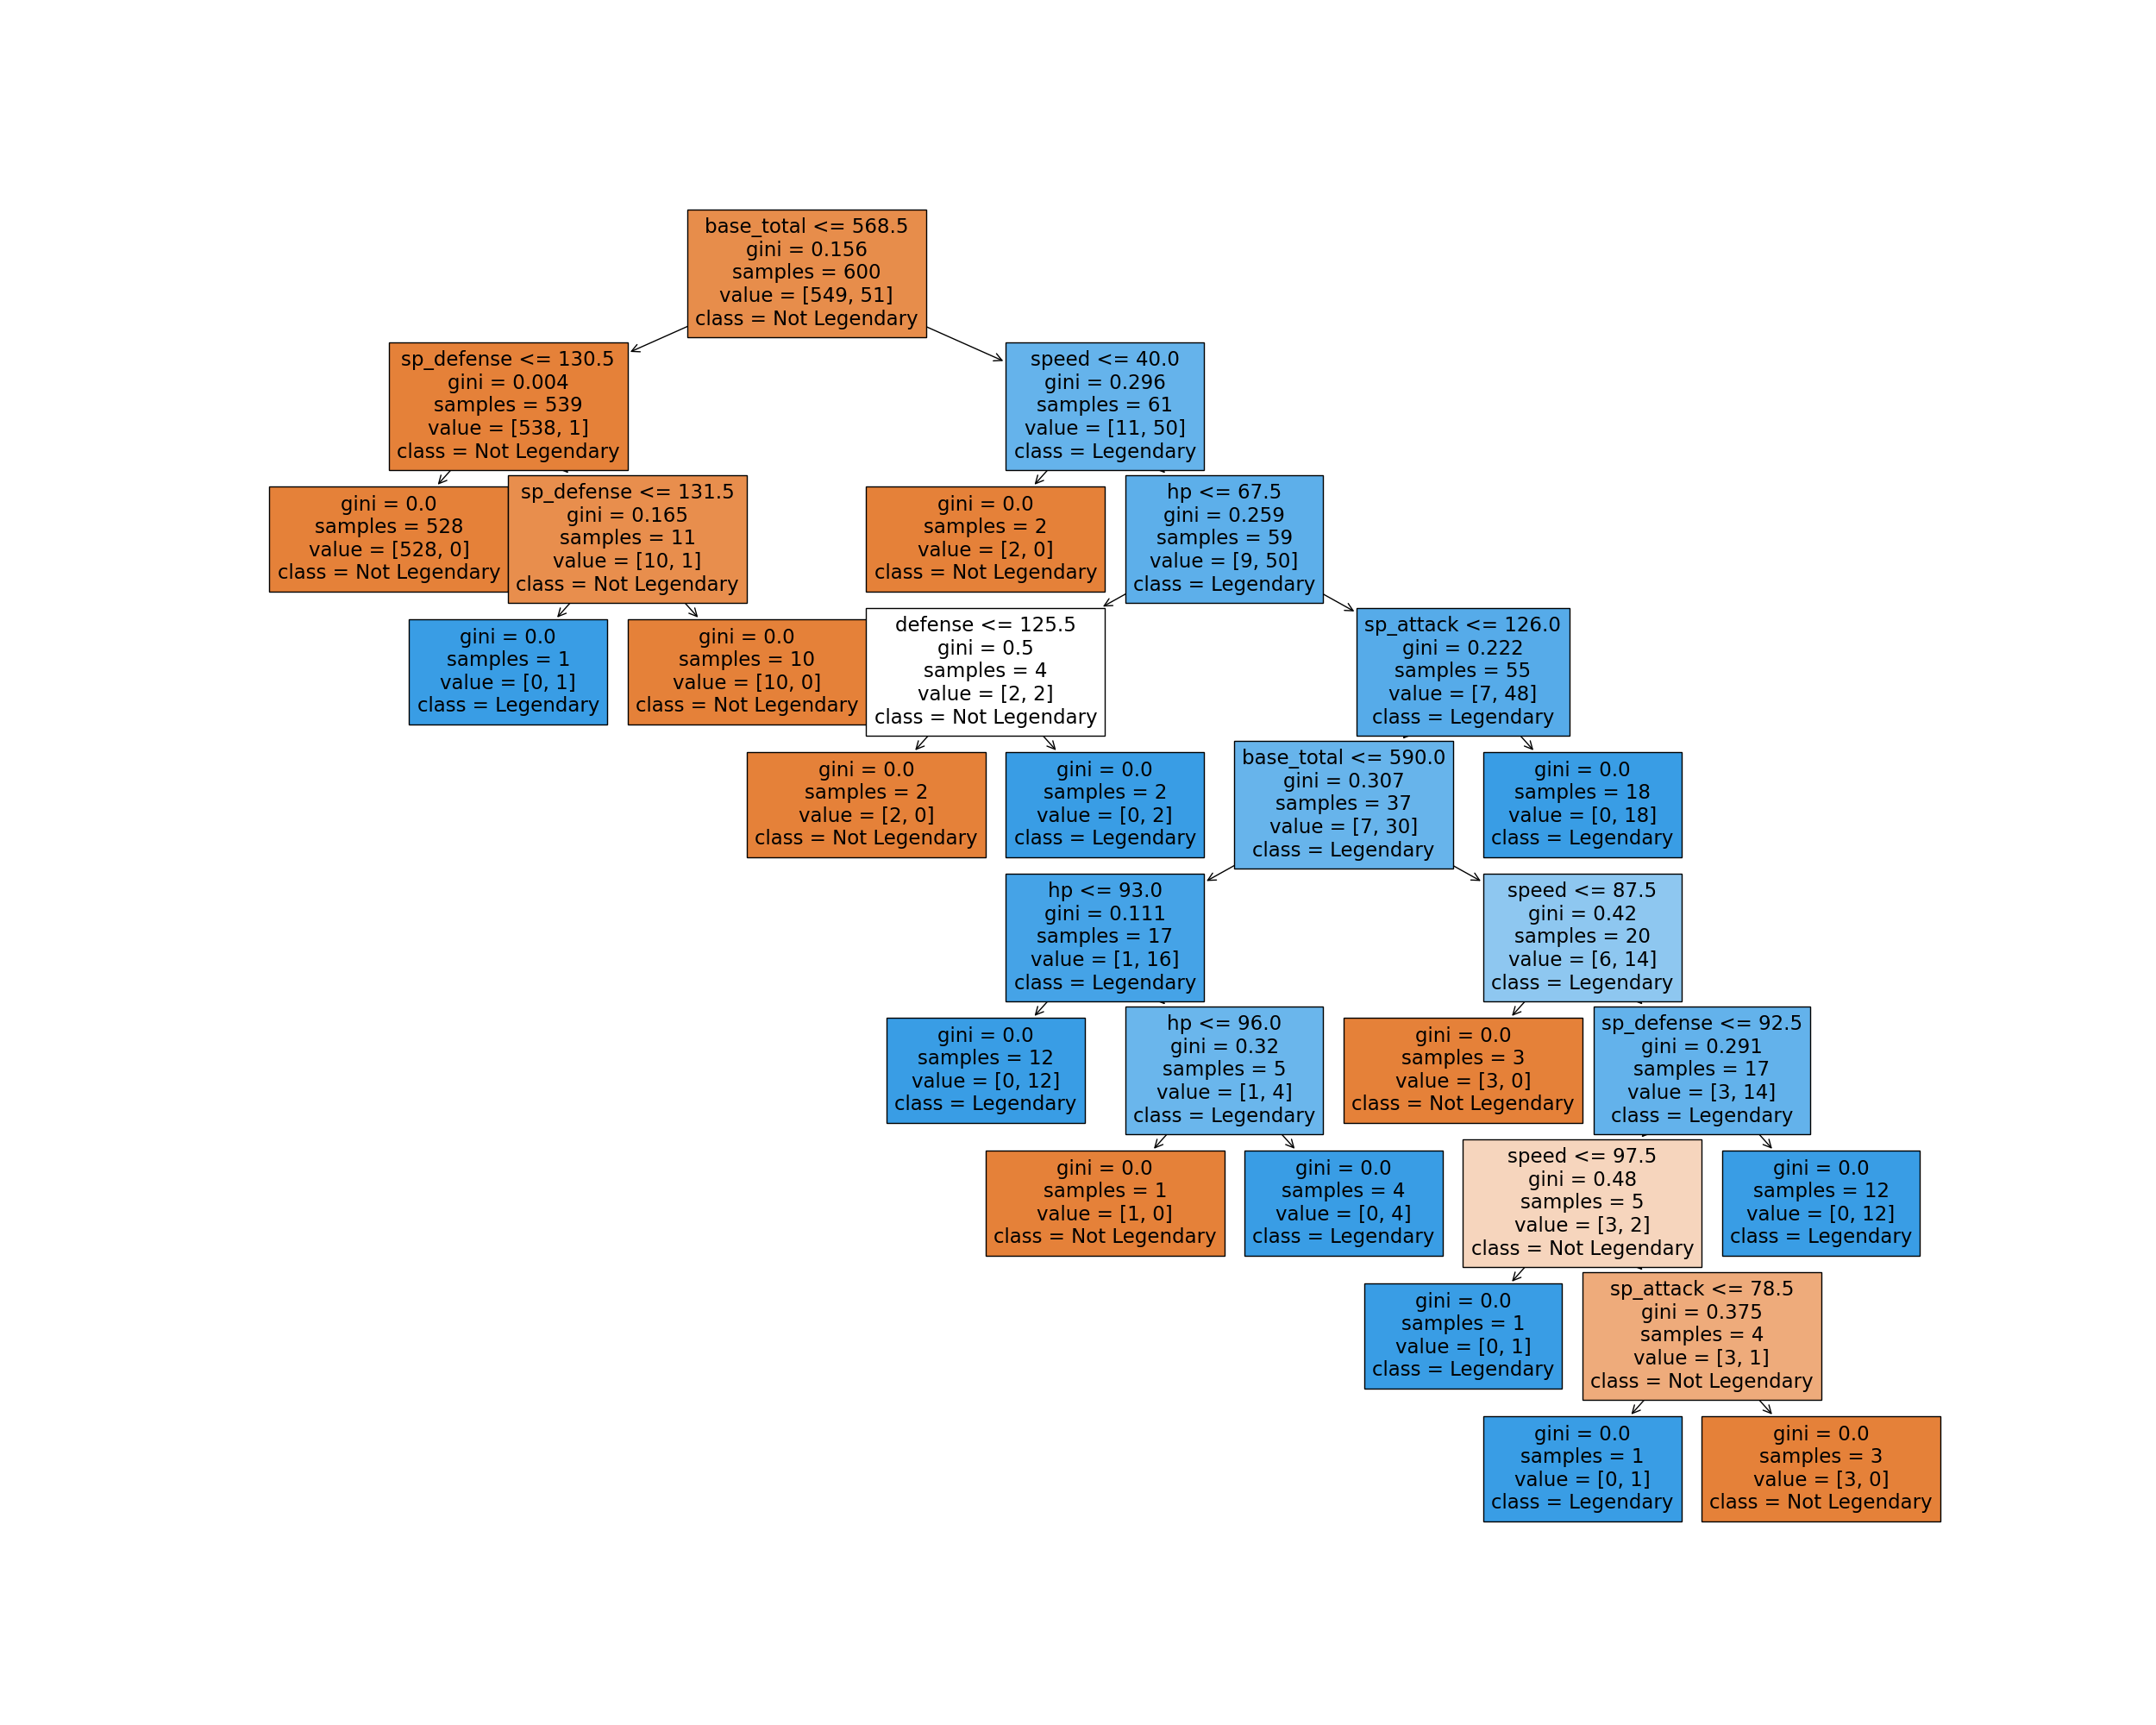 base_total <= 568.5
gini = 0.156
samples = 600
value = [549, 51]
class = Not Legendary
sp_defense <= 130.5
gini = 0.004
samples = 539
value = [538, 1]
class = Not Legendary
speed <= 40.0
gini = 0.296
samples = 61
value = [11, 50]
class = Legendary
gini = 0.0
samples = 528
value = [528, 0]
class = Not Legendary
sp_defense <= 131.5
gini = 0.165
samples = 11
value = [10, 1]
class = Not Legendary
gini = 0.0
samples = 2
value = [2, 0]
class = Not Legendary
hp <= 67.5
gini = 0.259
samples = 59
value = [9, 50]
class = Legendary
gini = 0.0
samples = 1
value = [0, 1]
class = Legendary
gini = 0.0
samples = 10
value = [10, 0]
class = Not Legendary
defense <= 125.5
gini = 0.5
samples = 4
value = [2, 2]
class = Not Legendary
sp_attack <= 126.0
gini = 0.222
samples = 55
value = [7, 48]
class = Legendary
gini = 0.0
samples = 2
value = [2, 0]
class = Not Legendary
gini = 0.0
samples = 2
value = [0, 2]
class = Legendary
base_total <= 590.0
gini = 0.307
samples = 37
value = [7, 30]
class = Legendary
gini = 0.0
samples = 18
value = [0, 18]
class = Legendary
hp <= 93.0
gini = 0.111
samples = 17
value = [1, 16]
class = Legendary
speed <= 87.5
gini = 0.42
samples = 20
value = [6, 14]
class = Legendary
gini = 0.0
samples = 12
value = [0, 12]
class = Legendary
hp <= 96.0
gini = 0.32
samples = 5
value = [1, 4]
class = Legendary
gini = 0.0
samples = 3
value = [3, 0]
class = Not Legendary
sp_defense <= 92.5
gini = 0.291
samples = 17
value = [3, 14]
class = Legendary
gini = 0.0
samples = 1
value = [1, 0]
class = Not Legendary
gini = 0.0
samples = 4
value = [0, 4]
class = Legendary
speed <= 97.5
gini = 0.48
samples = 5
value = [3, 2]
class = Not Legendary
gini = 0.0
samples = 12
value = [0, 12]
class = Legendary
gini = 0.0
samples = 1
value = [0, 1]
class = Legendary
sp_attack <= 78.5
gini = 0.375
samples = 4
value = [3, 1]
class = Not Legendary
gini = 0.0
samples = 1
value = [0, 1]
class = Legendary
gini = 0.0
samples = 3
value = [3, 0]
class = Not Legendary